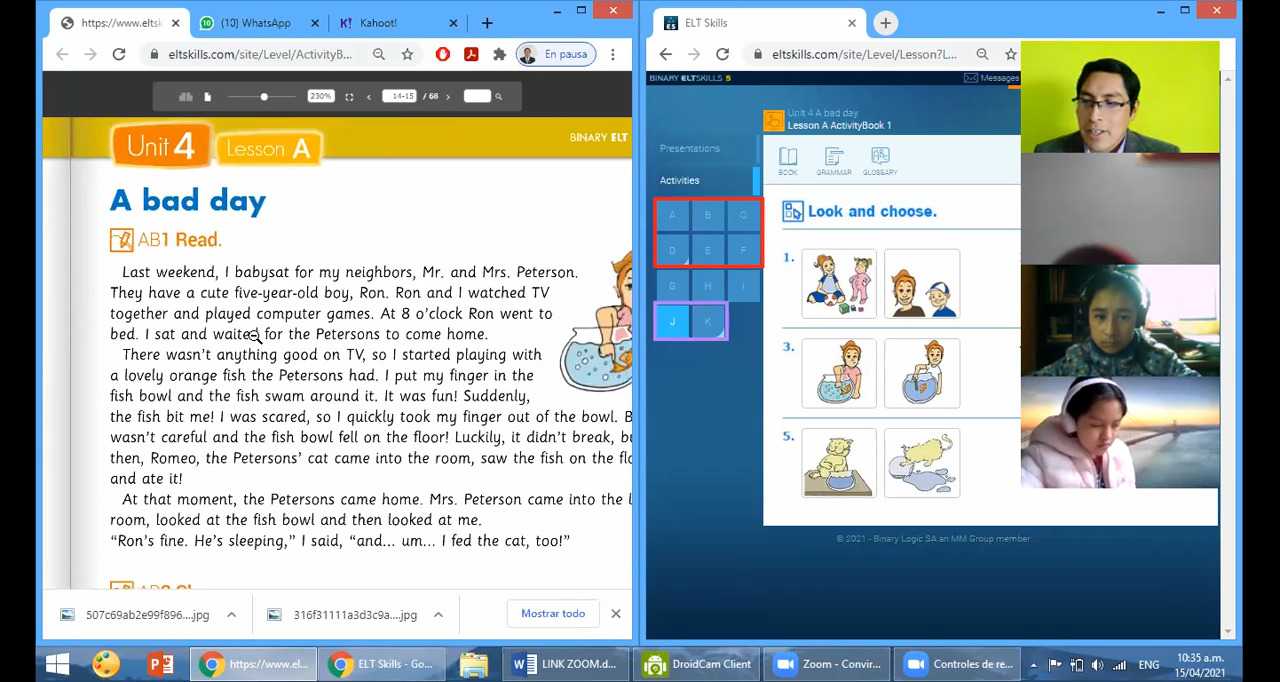 https://www.eltsk
(10) WhatsApp
Kahoot!
eltskills.com/site/Level/ActivityB...
En pausa
230%
14-15 / 68
Unit 4 Lesson A
BINARY ELT
A bad day
AB1 Read.
Last weekend, I babysat for my neighbors, Mr. and Mrs. Peterson.
They have a cute five-year-old boy, Ron. Ron and I watched TV
together and played computer games. At 8 o'clock Ron went to
bed. I sat and waited for the Petersons to come home.
There wasn't anything good on TV, so I started playing with
a lovely orange fish the Petersons had. I put my finger in the
fish bowl and the fish swam around it. It was fun! Suddenly,
the fish bit me! I was scared, so I quickly took my finger out of the bowl. B
wasn't careful and the fish bowl fell on the floor! Luckily, it didn't break, bu
then, Romeo, the Petersons' cat came into the room, saw the fish on the flo
and ate it!
At that moment, the Petersons came home. Mrs. Peterson came into the l
room, looked at the fish bowl and then looked at me.
"Ron's fine. He's sleeping," I said, "and... um... I fed the cat, too!"
507c69ab2e99f896....jpg
316f31111a3d3c9a....jpg
Mostrar todo
ELT Skills
eltskills.com/site/Level/Lesson?L...
BINARY ELTSKILLS 5
Messages
Unit 4 A bad day
Lesson A ActivityBook 1
Presentations
Activities
BOOK GRAMMAR GLOSSARY
A B C
D E F
G H I
J K
Look and choose.
1.
3.
5.
© 2021 - Binary Logic SA an MM Group member
https://www.el...
ELT Skills - Go...
LINK ZOOM.d...
DroidCam Client
Zoom - Convir...
Controles de re...
ENG
10:35 a.m.
15/04/2021